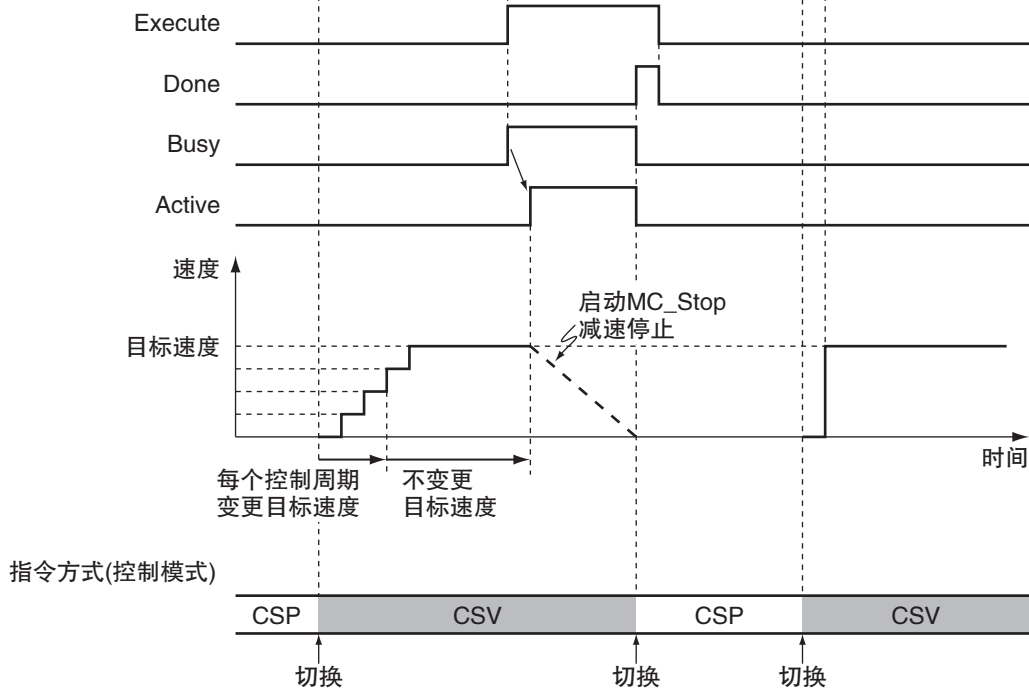 Execute
Done
Busy
Active
速度
启动MC_Stop
减速停止
目标速度
时间
每个控制周期
变更目标速度
不变更
目标速度
指令方式(控制模式)
CSP
CSV
CSP
CSV
切换
切换
切换